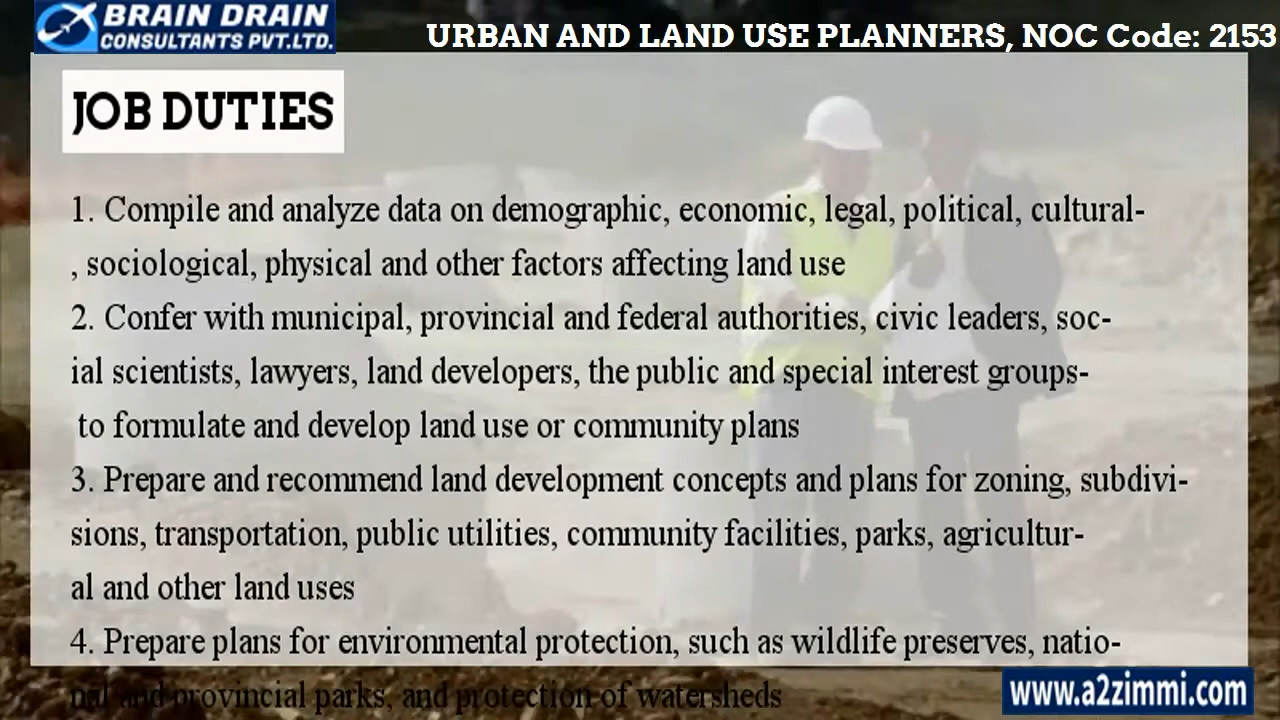 BRAIN DRAIN
CONSULTANTS PVT.LTD.
URBAN AND LAND USE PLANNERS, NOC Code: 2153
JOB DUTIES
1. Compile and analyze data on demographic, economic, legal, political, cultural-
, sociological, physical and other factors affecting land use
2. Confer with municipal, provincial and federal authorities, civic leaders, soc-
ial scientists, lawyers, land developers, the public and special interest groups-
to formulate and develop land use or community plans
3. Prepare and recommend land development concepts and plans for zoning, subdivi-
sions, transportation, public utilities, community facilities, parks, agricultur-
al and other land uses
4. Prepare plans for environmental protection, such as wildlife preserves, natio-
nal and provincial parks, and protection of watersheds
www.a2zimmi.com